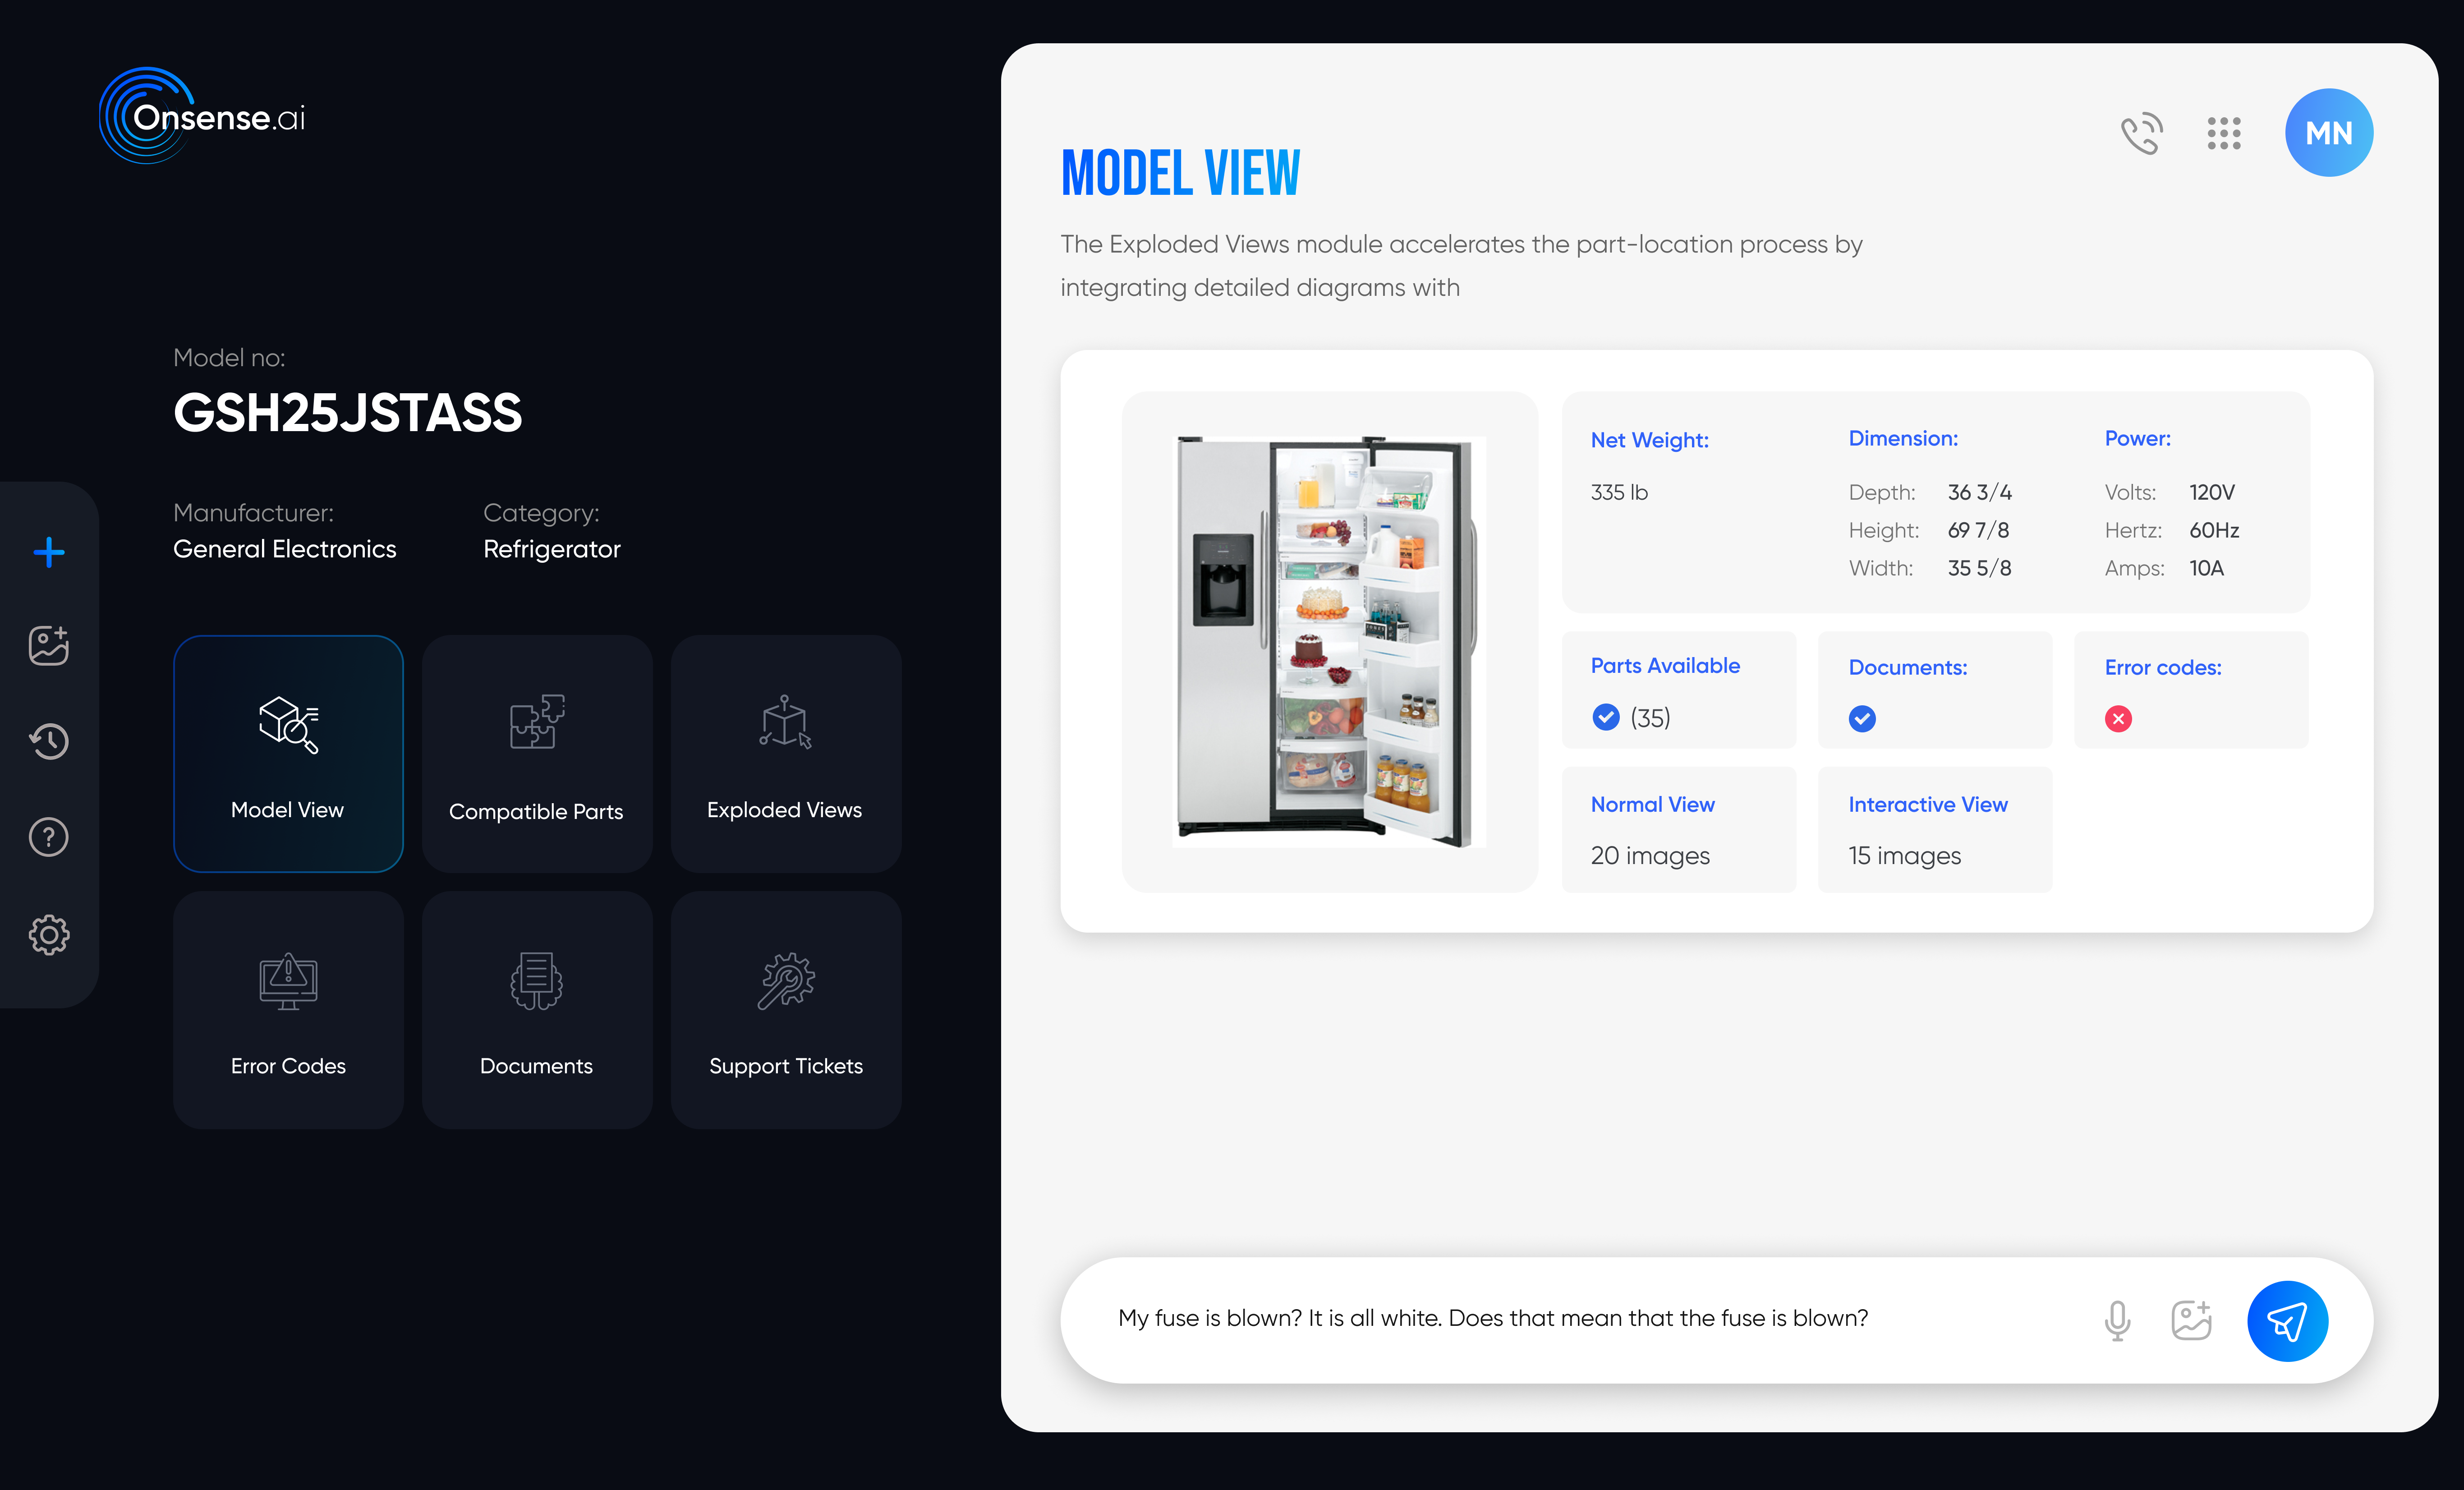 Onsense.ai
Model no:
GSH25JSTASS
Manufacturer:
General Electronics
Category:
Refrigerator
Model View
Compatible Parts
Exploded Views
Error Codes
Documents
Support Tickets
MN
MODEL VIEW
The Exploded Views module accelerates the part-location process by
integrating detailed diagrams with
Net Weight:
335 lb
Dimension:
Depth: 36 3/4
Height: 69 7/8
Width: 35 5/8
Power:
Volts: 120V
Hertz: 60Hz
Amps: 10A
Parts Available
(35)
Documents:
Error codes:
Normal View
20 images
Interactive View
15 images
My fuse is blown? It is all white. Does that mean that the fuse is blown?